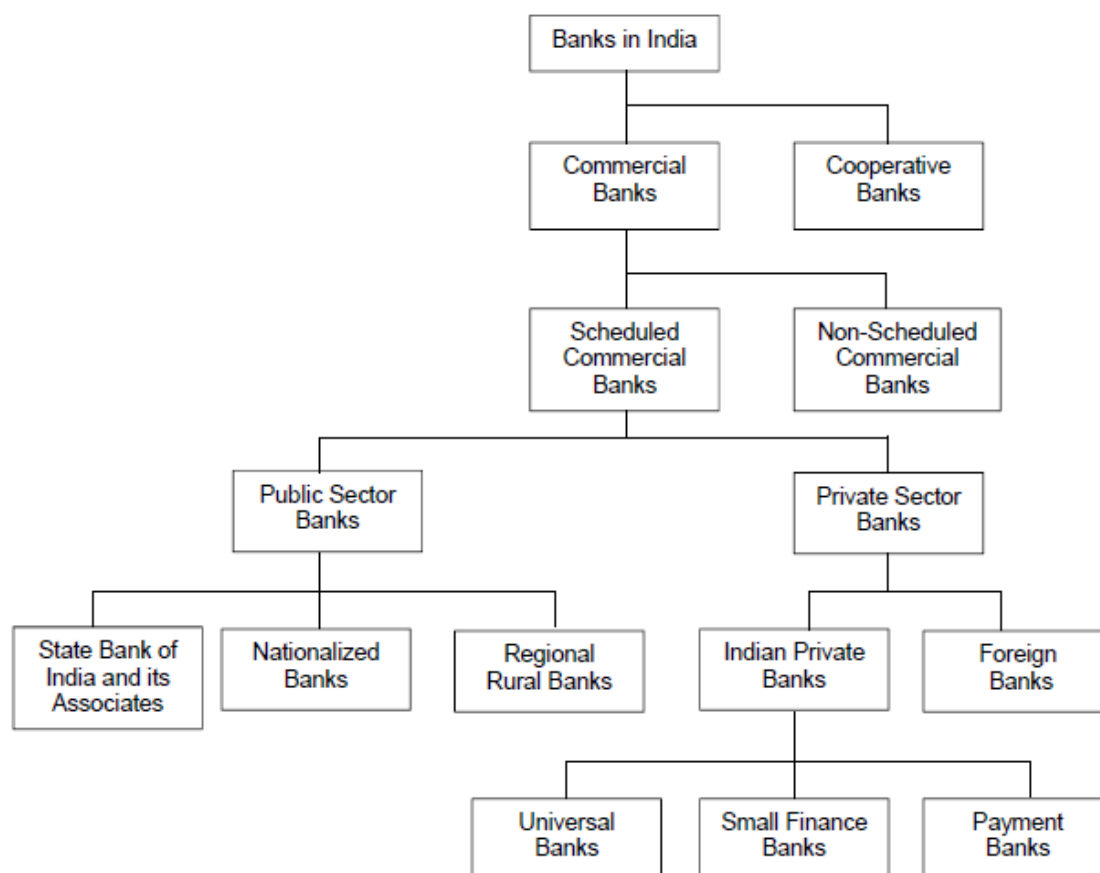 Banks in India
Commercial
Banks
Cooperative
Banks
Scheduled
Commercial
Banks
Non-Scheduled
Commercial
Banks
Public Sector
Banks
Private Sector
Banks
State Bank of
India and its
Associates
Nationalized
Banks
Regional
Rural Banks
Indian Private
Banks
Foreign
Banks
Universal
Banks
Small Finance
Banks
Payment
Banks